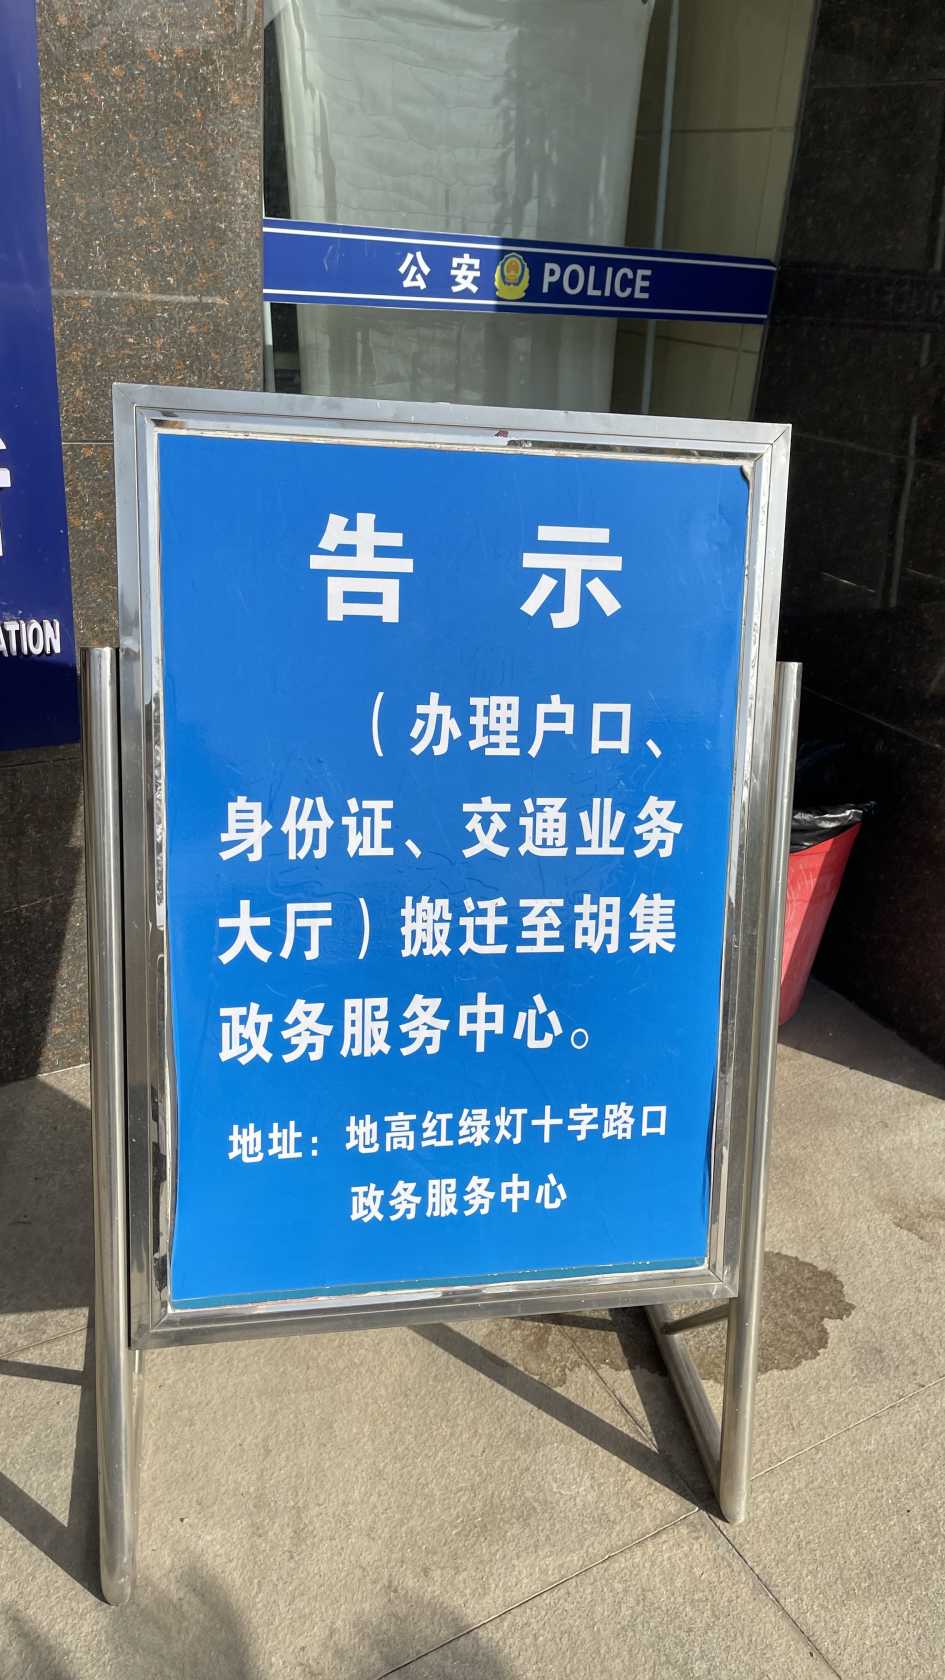 公安 POLICE
告示
（办理户口、
身份证、交通业务
大厅）搬迁至胡集
政务服务中心。
地址：地高红绿灯十字路口
政务服务中心